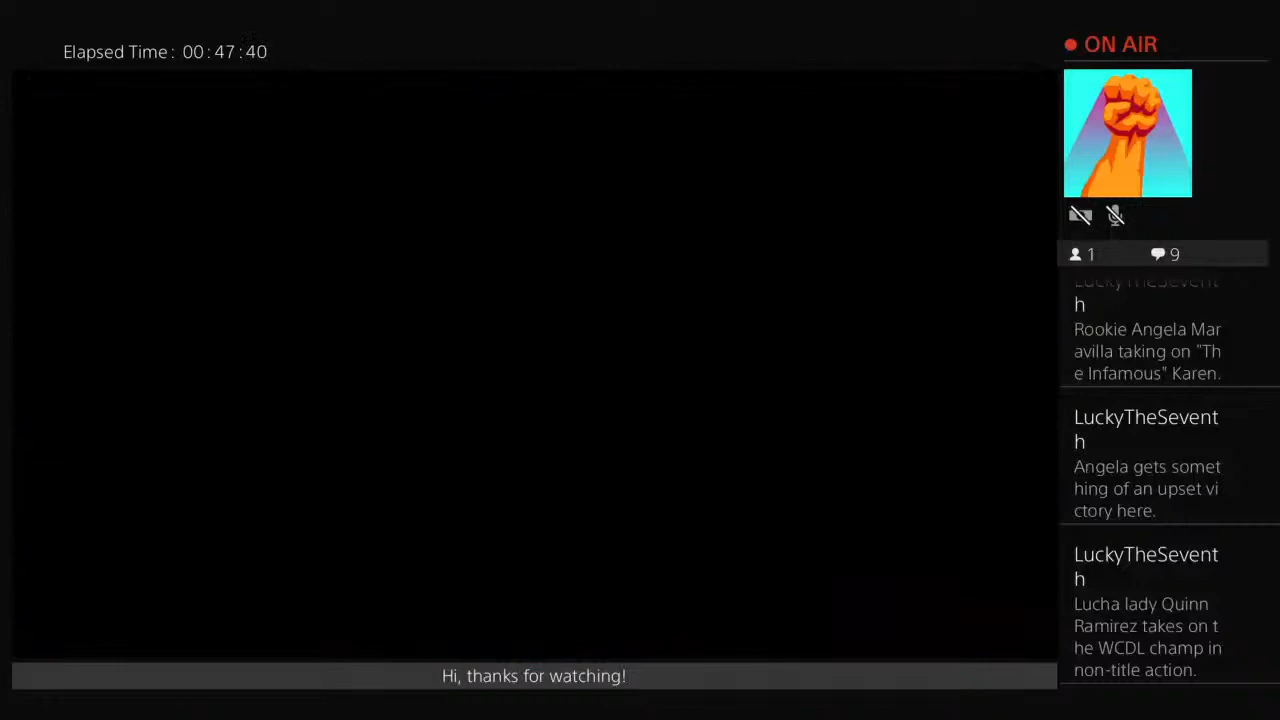 Elapsed Time: 00:47:40
ON AIR
1
9
LuckyTheSevent
h
Rookie Angela Mar
avilla taking on "Th
e Infamous" Karen.
LuckyTheSevent
h
Angela gets somet
hing of an upset vi
ctory here.
LuckyTheSevent
h
Lucha lady Quinn
Ramirez takes on t
he WCDL champ in
non-title action.
Hi, thanks for watching!